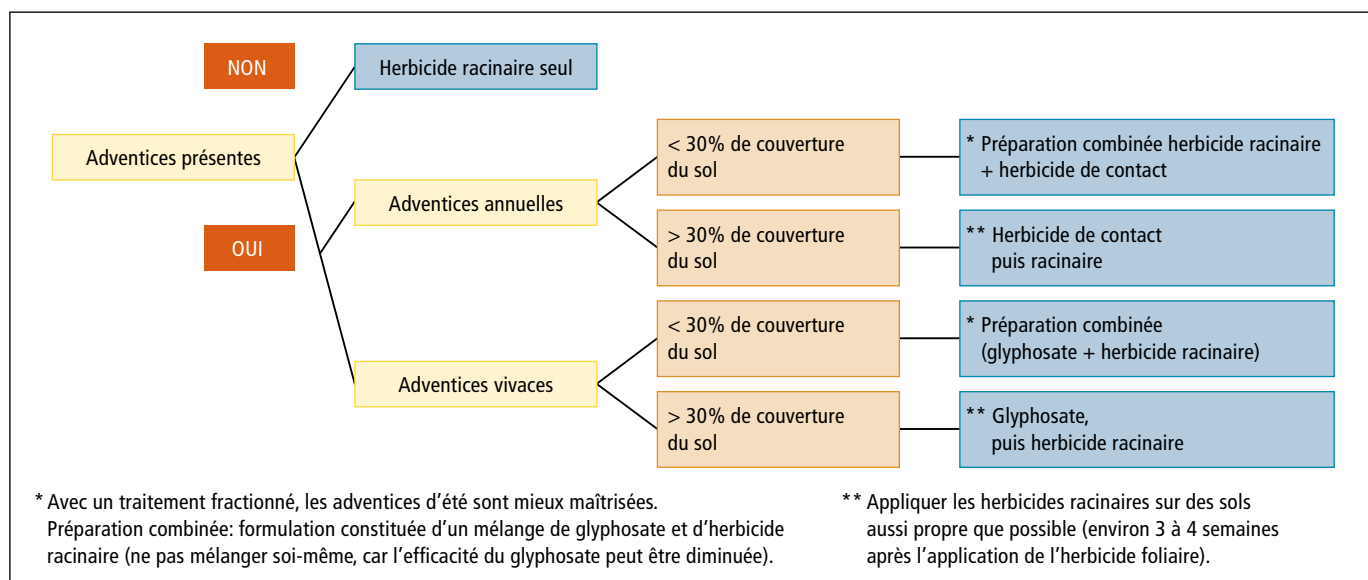 NON
Herbicide racinaire seul
Adventices présentes
OUI
Adventices annuelles
< 30% de couverture
du sol
* Préparation combinée herbicide racinaire
+ herbicide de contact
> 30% de couverture
du sol
** Herbicide de contact
puis racinaire
Adventices vivaces
< 30% de couverture
du sol
* Préparation combinée
(glyphosate + herbicide racinaire)
> 30% de couverture
du sol
** Glyphosate,
puis herbicide racinaire
* Avec un traitement fractionné, les adventices d’été sont mieux maîtrisées.
Préparation combinée: formulation constituée d’un mélange de glyphosate et d’herbicide
racinaire (ne pas mélanger soi-même, car l’efficacité du glyphosate peut être diminuée).
** Appliquer les herbicides racinaires sur des sols
aussi propre que possible (environ 3 à 4 semaines
après l’application de l’herbicide foliaire).